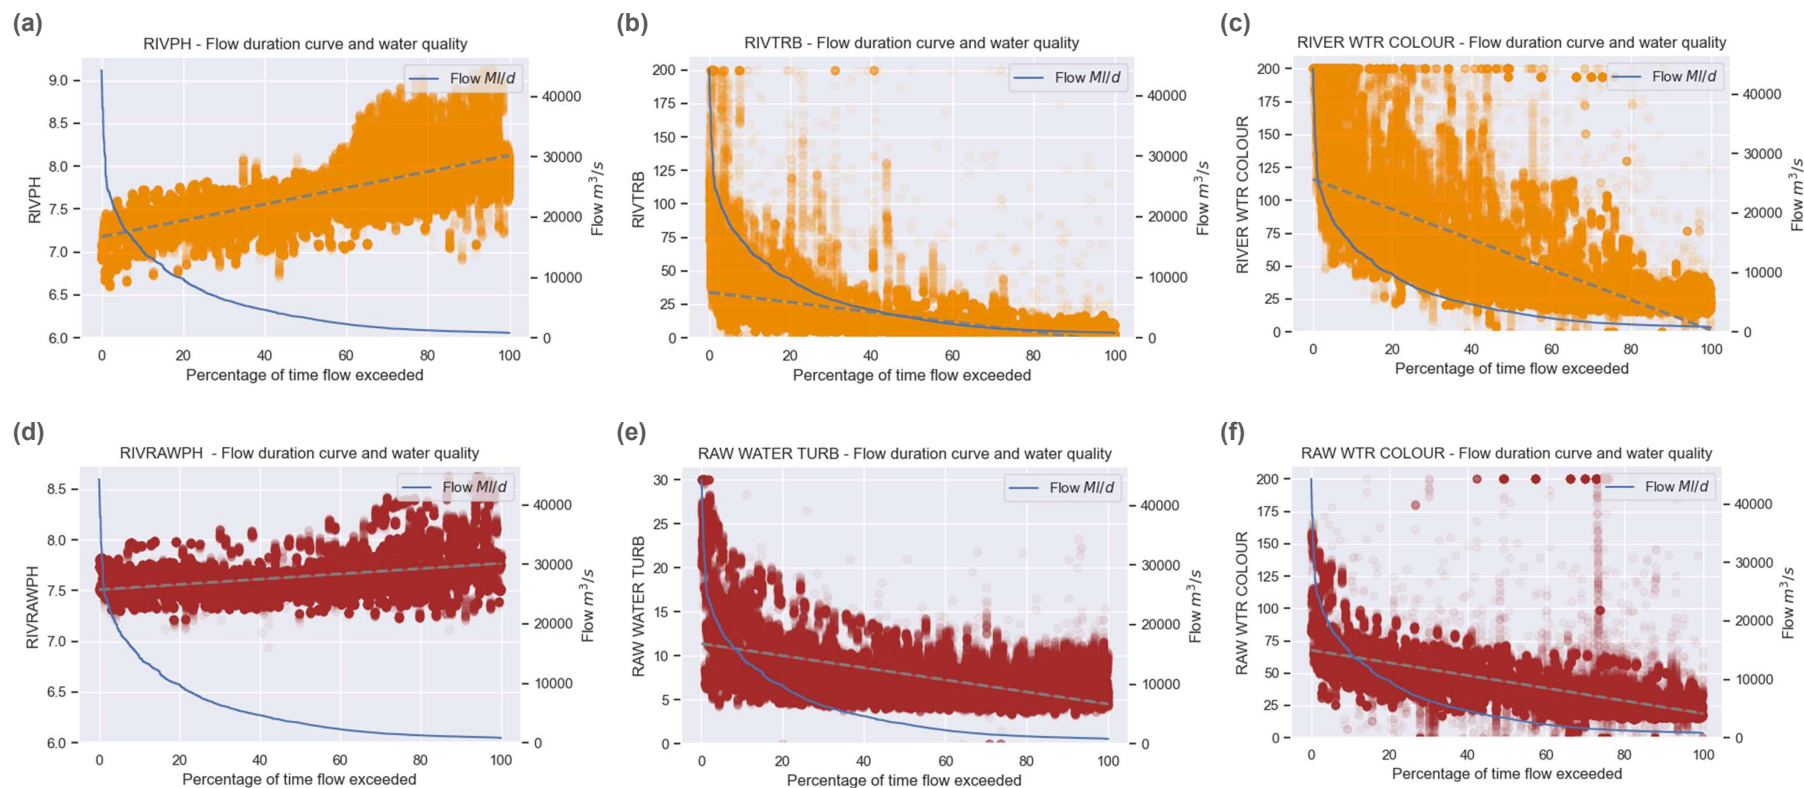 (a)
RIVPH - Flow duration curve and water quality
Flow Ml/d
9.0
8.5
8.0
7.5
7.0
6.5
6.0
RIVPH
40000
30000
20000
10000
0
Flow m³/s
0 20 40 60 80 100
Percentage of time flow exceeded
(b)
RIVTRB - Flow duration curve and water quality
Flow Ml/d
200
175
150
125
100
75
50
25
0
RIVTRB
40000
30000
20000
10000
0
Flow m³/s
0 20 40 60 80 100
Percentage of time flow exceeded
(c)
RIVER WTR COLOUR - Flow duration curve and water quality
Flow Ml/d
200
175
150
125
100
75
50
25
0
RIVER WTR COLOUR
40000
30000
20000
10000
0
Flow m³/s
0 20 40 60 80 100
Percentage of time flow exceeded
(d)
RIVRAWPH - Flow duration curve and water quality
Flow Ml/d
8.5
8.0
7.5
7.0
6.5
6.0
RIVRAWPH
40000
30000
20000
10000
0
Flow m³/s
0 20 40 60 80 100
Percentage of time flow exceeded
(e)
RAW WATER TURB - Flow duration curve and water quality
Flow Ml/d
30
25
20
15
10
5
0
RAW WATER TURB
40000
30000
20000
10000
0
Flow m³/s
0 20 40 60 80 100
Percentage of time flow exceeded
(f)
RAW WTR COLOUR - Flow duration curve and water quality
Flow Ml/d
200
175
150
125
100
75
50
25
0
RAW WTR COLOUR
40000
30000
20000
10000
0
Flow m³/s
0 20 40 60 80 100
Percentage of time flow exceeded